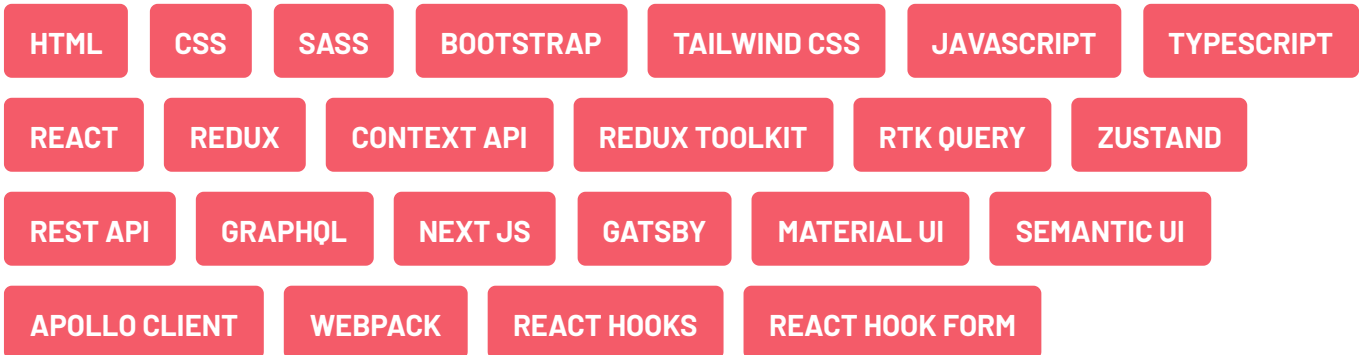 HTML CSS SASS BOOTSTRAP TAILWIND CSS JAVASCRIPT TYPESCRIPT
REACT REDUX CONTEXT API REDUX TOOLKIT RTK QUERY ZUSTAND
REST API GRAPHQL NEXT JS GATSBY MATERIAL UI SEMANTIC UI
APOLLO CLIENT WEBPACK REACT HOOKS REACT HOOK FORM